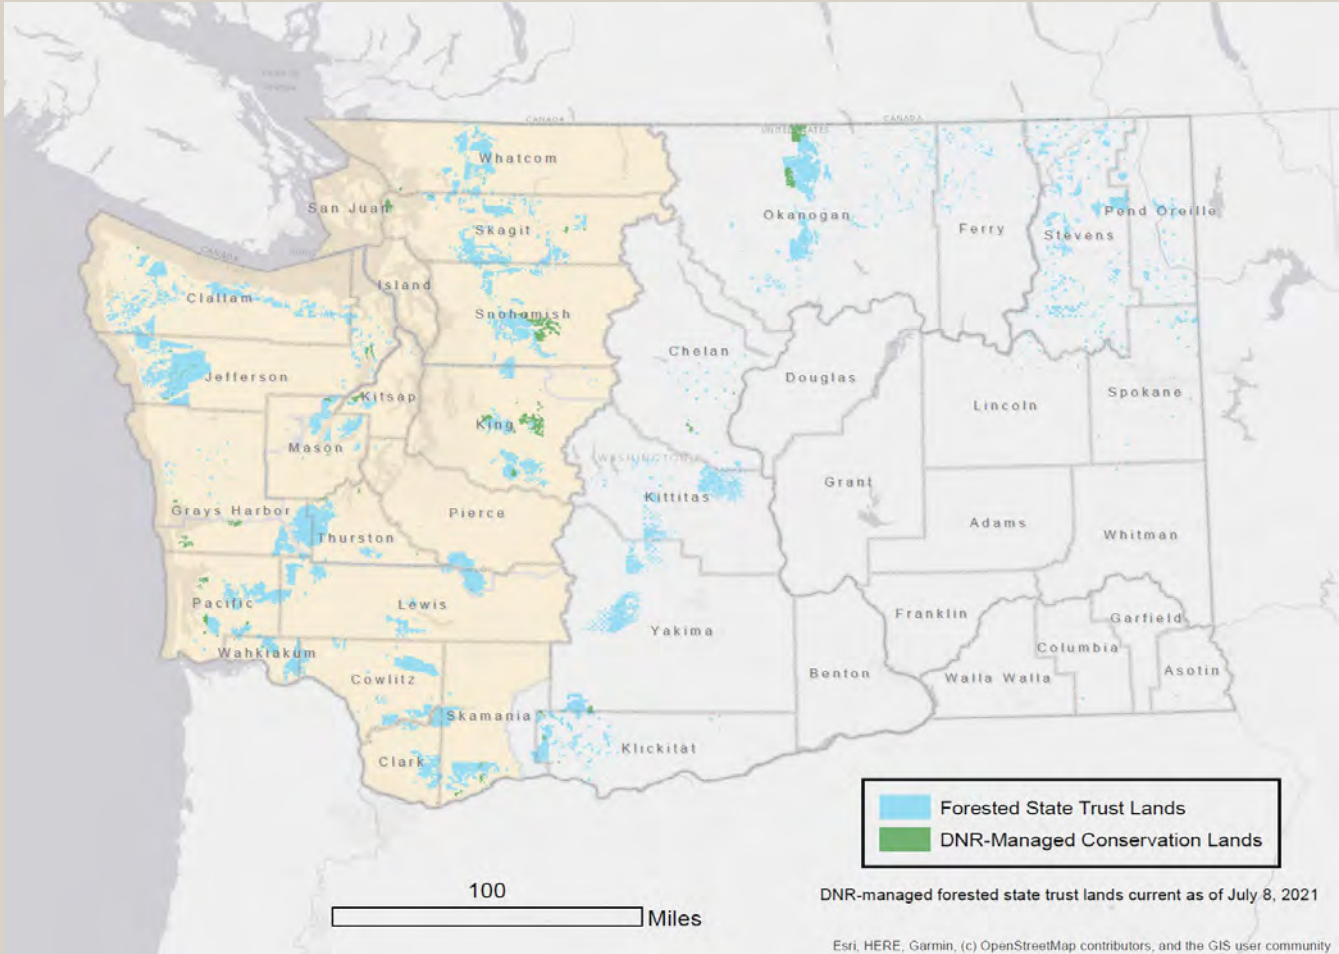 CANADA
CANADA
UNITED STATES
Whatcom
San Juan
Okanogan
Pend Oreille
Skagit
Ferry
Stevens
CANADA
Island
Clallam
Snohomish
Chelan
Jefferson
Douglas
Kitsap
Spokane
Lincoln
King
Mason
WASHINGTON
Kittitas
Grant
Grays Harbor
Pierce
Adams
Thurston
Whitman
Pacific
Lewis
Franklin
Garfield
Yakima
Columbia
Wahkiakum
Benton
Walla Walla
Asotin
Cowlitz
Skamania
Klickitat
Clark
Forested State Trust Lands
DNR-Managed Conservation Lands
100
Miles
DNR-managed forested state trust lands current as of July 8, 2021
Esri, HERE, Garmin, (c) OpenStreetMap contributors, and the GIS user community